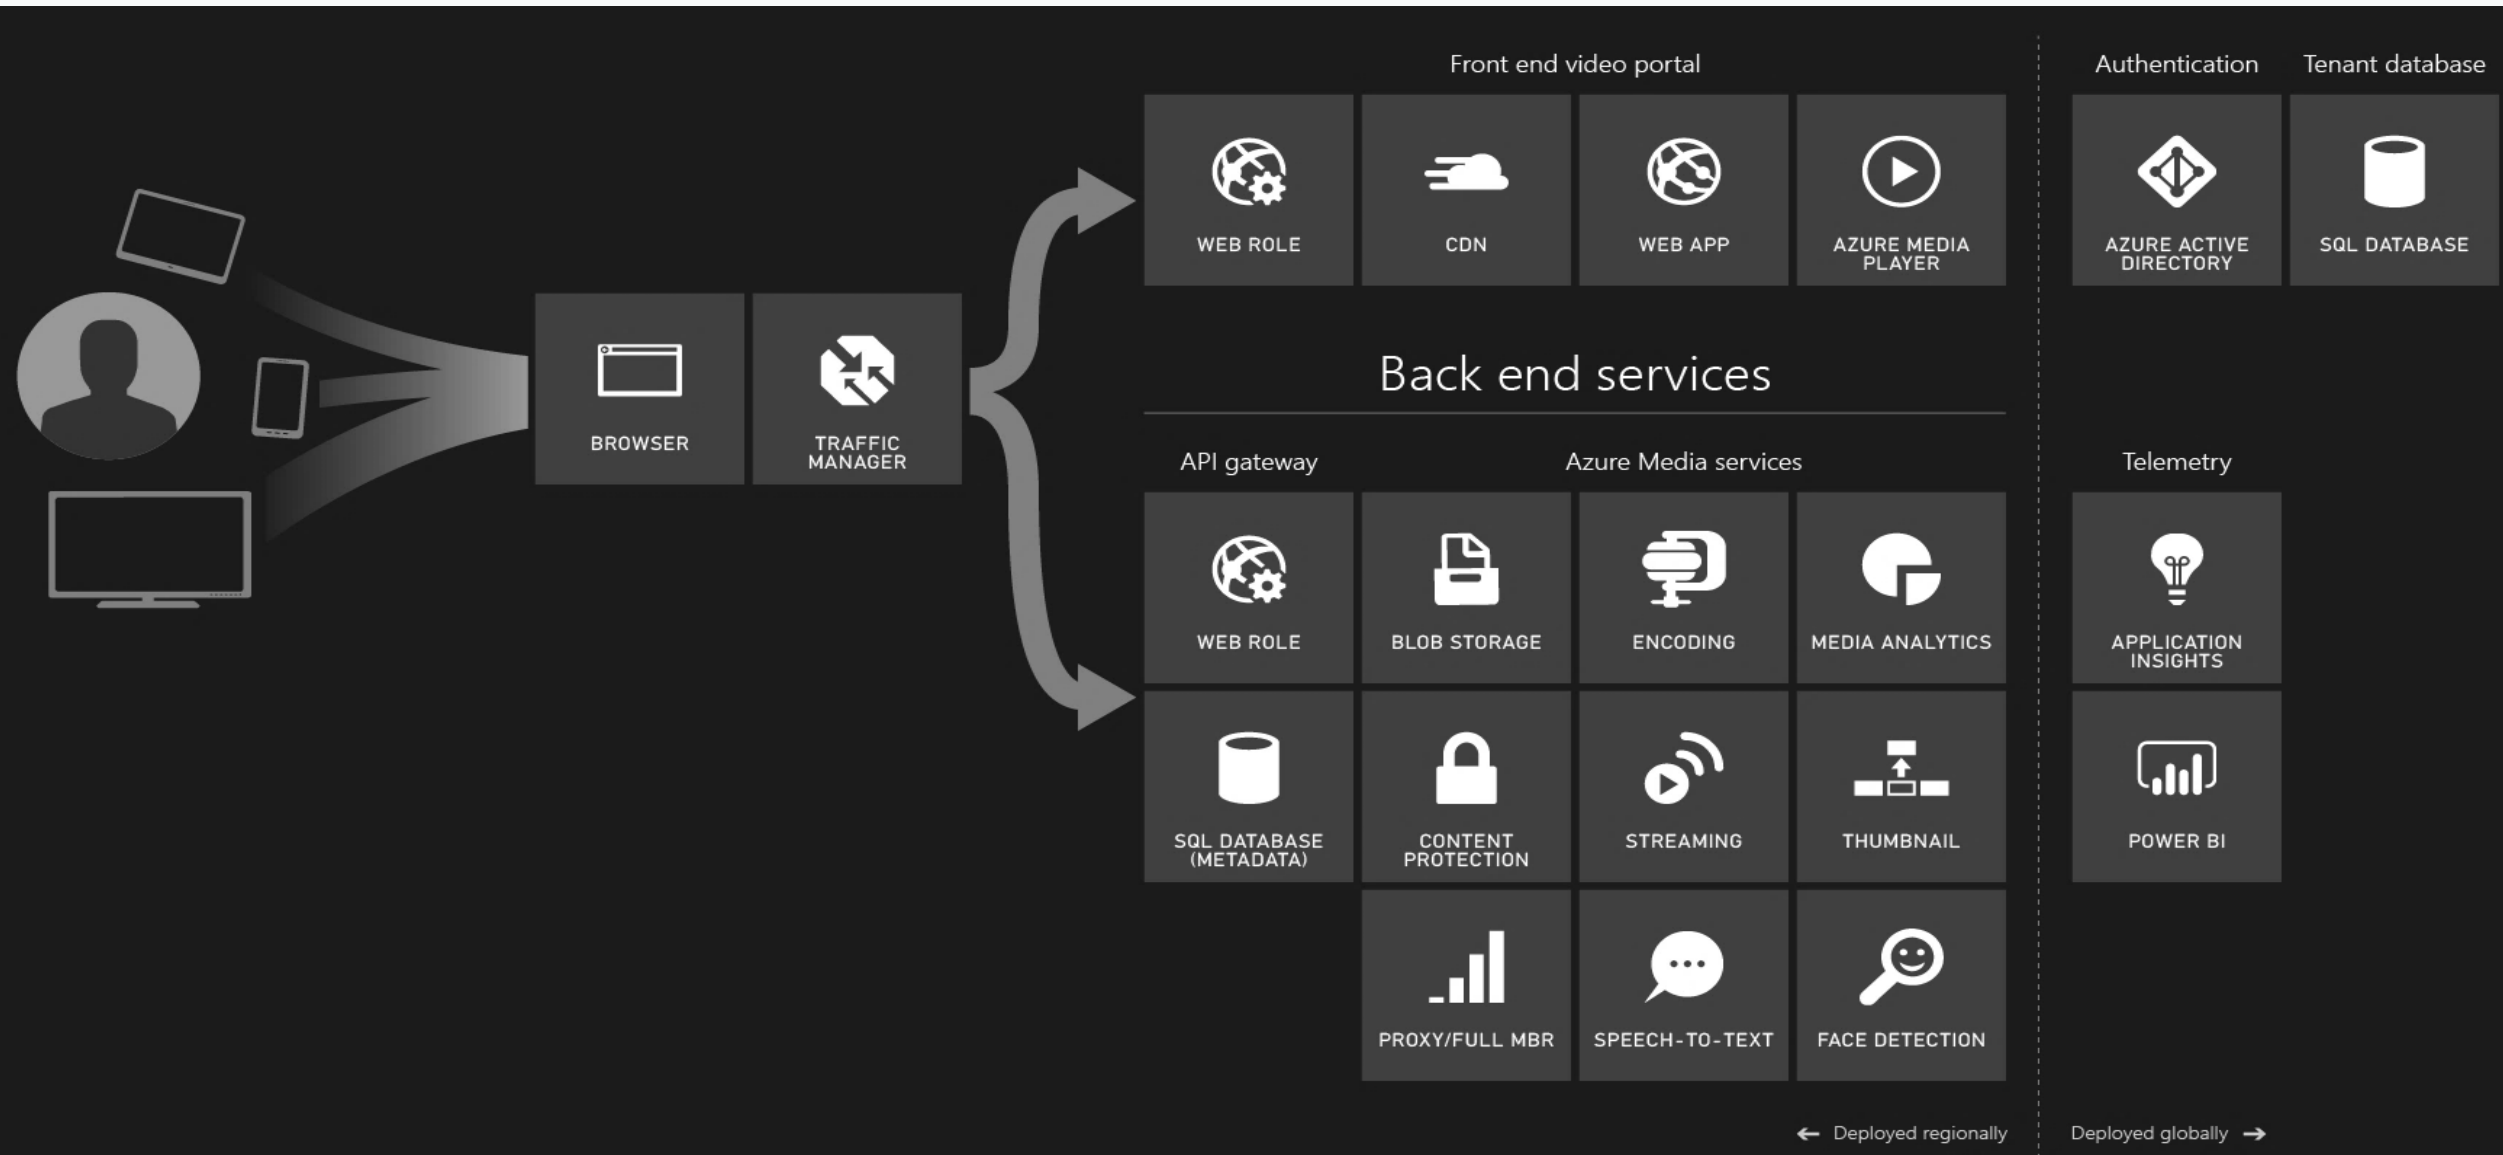 Front end video portal
Authentication
Tenant database
WEB ROLE
CDN
WEB APP
AZURE MEDIA
PLAYER
AZURE ACTIVE
DIRECTORY
SQL DATABASE
BROWSER
TRAFFIC
MANAGER
Back end services
API gateway
Azure Media services
Telemetry
WEB ROLE
BLOB STORAGE
ENCODING
MEDIA ANALYTICS
APPLICATION
INSIGHTS
SQL DATABASE
(METADATA)
CONTENT
PROTECTION
STREAMING
THUMBNAIL
POWER BI
PROXY/FULL MBR
SPEECH-TO-TEXT
FACE DETECTION
← Deployed regionally
Deployed globally →